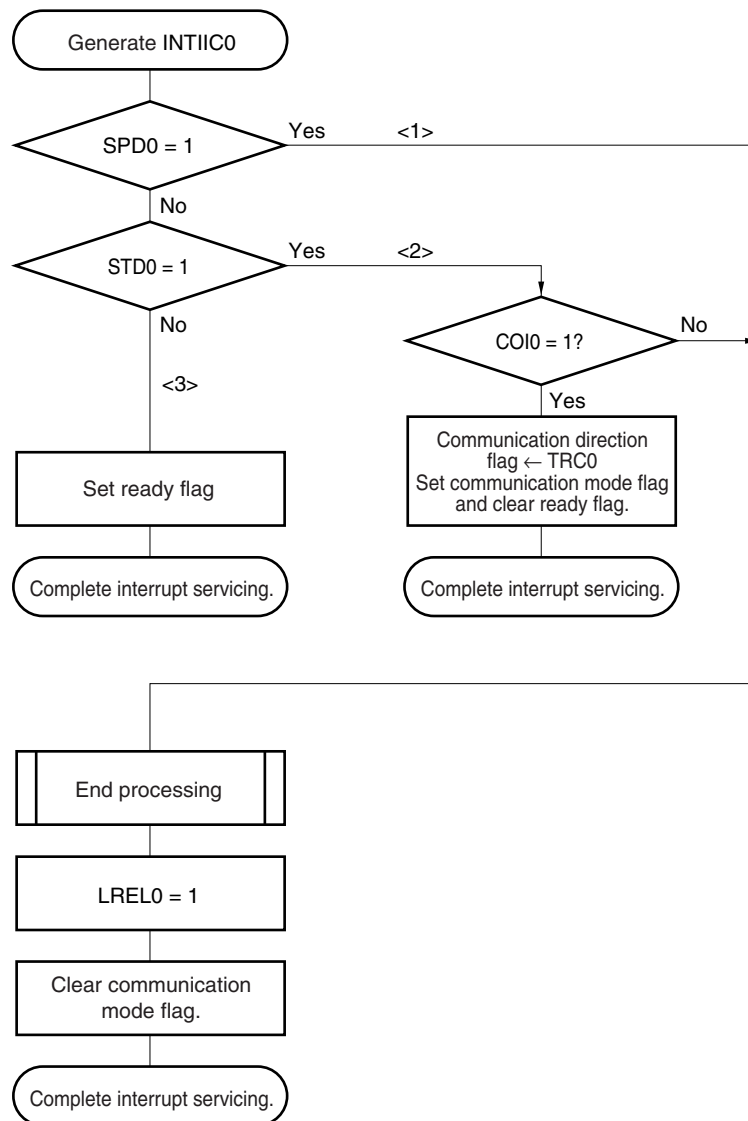 Generate INTIIC0
SPD0 = 1
Yes
<1>
No
STD0 = 1
Yes
<2>
No
COI0 = 1?
No
<3>
Yes
Set ready flag
Communication direction
flag ← TRC0
Set communication mode flag
and clear ready flag.
Complete interrupt servicing.
Complete interrupt servicing.
End processing
LREL0 = 1
Clear communication
mode flag.
Complete interrupt servicing.